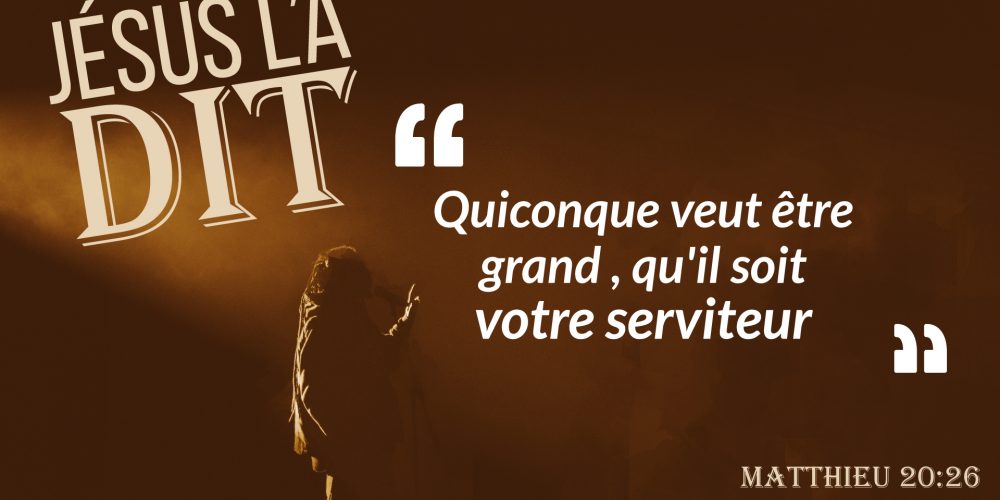 JÉSUS L'A
DIT
“
Quiconque veut être
grand , qu'il soit
votre serviteur
”
MATTHIEU 20:26